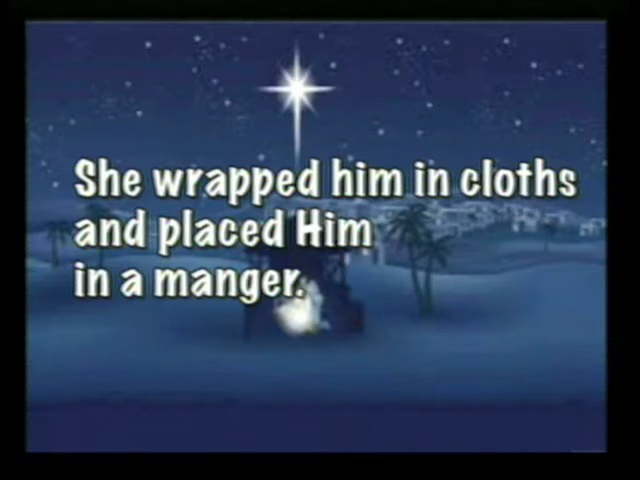 She wrapped him in cloths
and placed Him
in a manger.